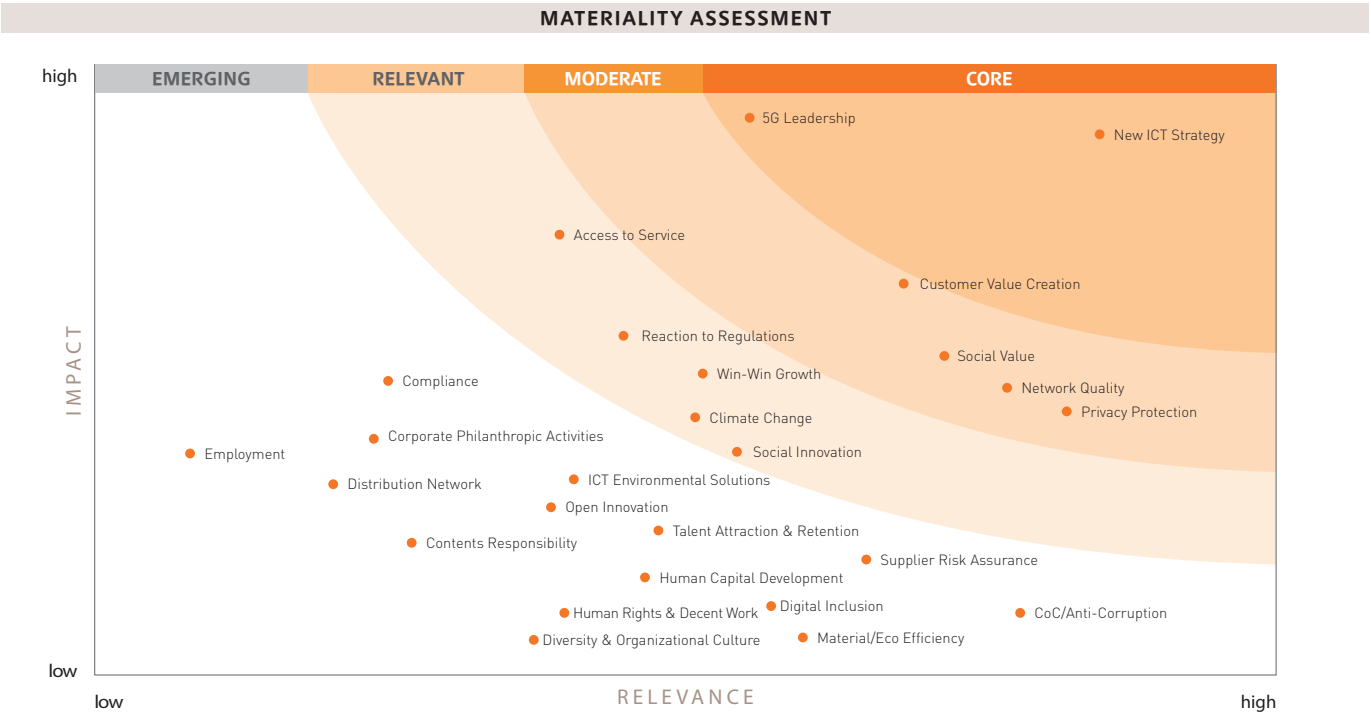 MATERIALITY ASSESSMENT
high
EMERGING
RELEVANT
MODERATE
CORE
5G Leadership
New ICT Strategy
Access to Service
Customer Value Creation
Reaction to Regulations
Social Value
Win-Win Growth
Compliance
Network Quality
Privacy Protection
Climate Change
Corporate Philanthropic Activities
Social Innovation
Employment
ICT Environmental Solutions
Distribution Network
Open Innovation
Talent Attraction & Retention
Contents Responsibility
Supplier Risk Assurance
Human Capital Development
Digital Inclusion
Human Rights & Decent Work
CoC/Anti-Corruption
Material/Eco Efficiency
Diversity & Organizational Culture
IMPACT
low
low
RELEVANCE
high